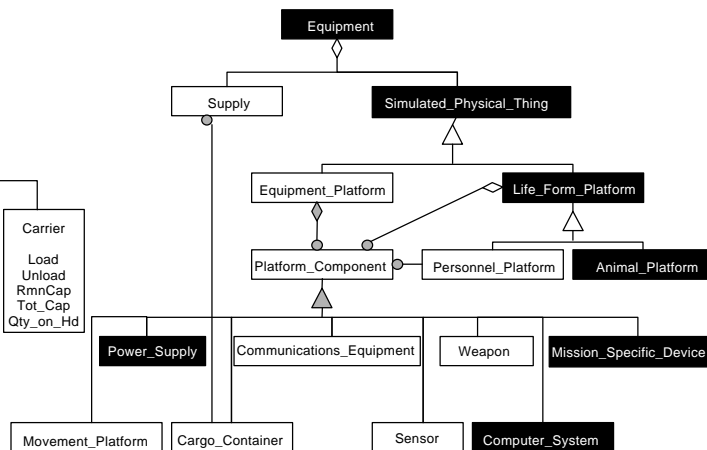 Equipment
Supply
Simulated_Physical_Thing
Equipment_Platform
Life_Form_Platform
Carrier
Load
Unload
RmnCap
Tot_Cap
Qty_on_Hd
Platform_Component
Personnel_Platform
Animal_Platform
Power_Supply
Communications_Equipment
Weapon
Mission_Specific_Device
Movement_Platform
Cargo_Container
Sensor
Computer_System